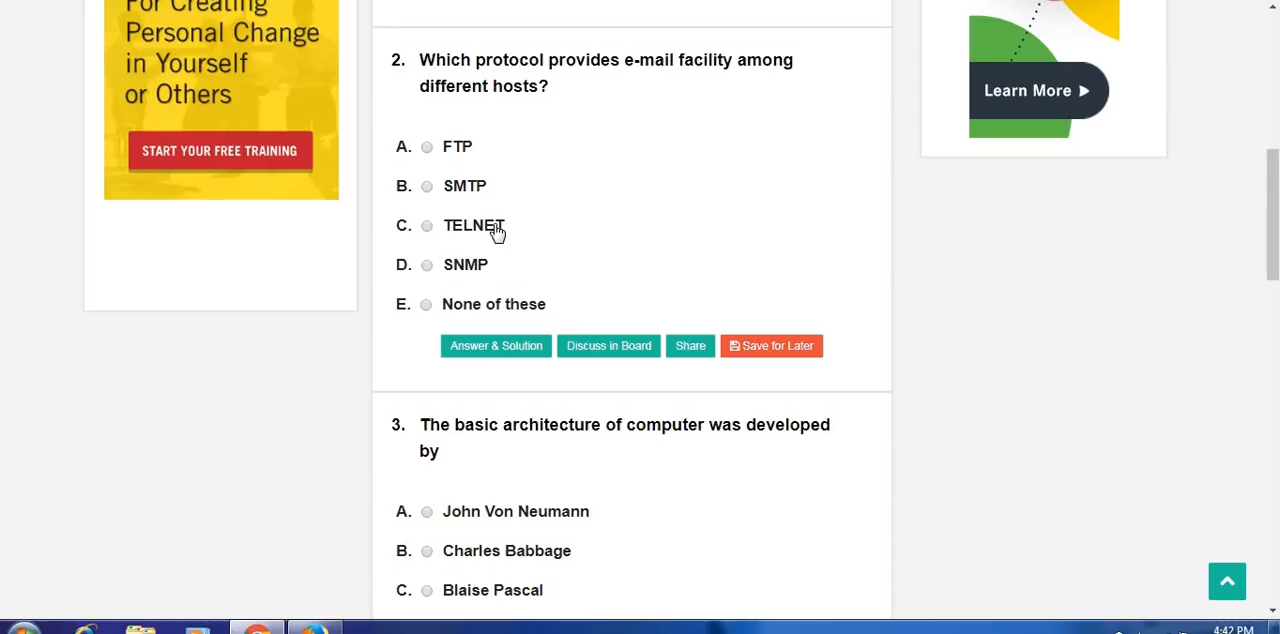 For Creating
Personal Change
in Yourself
or Others
START YOUR FREE TRAINING
2. Which protocol provides e-mail facility among
different hosts?
A. FTP
B. SMTP
C. TELNET
D. SNMP
E. None of these
Answer & Solution Discuss in Board Share Save for Later
3. The basic architecture of computer was developed
by
A. John Von Neumann
B. Charles Babbage
C. Blaise Pascal
Learn More
4:42 PM